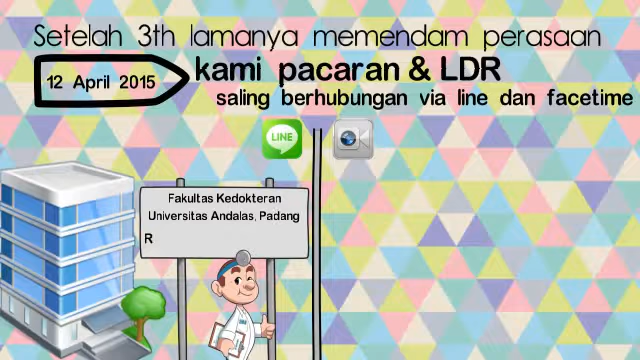 Setelah 3th lamanya memendam perasaan
12 April 2015
kami pacaran & LDR
saling berhubungan via line dan facetime
LINE
Fakultas Kedokteran
Universitas Andalas, Padang
R